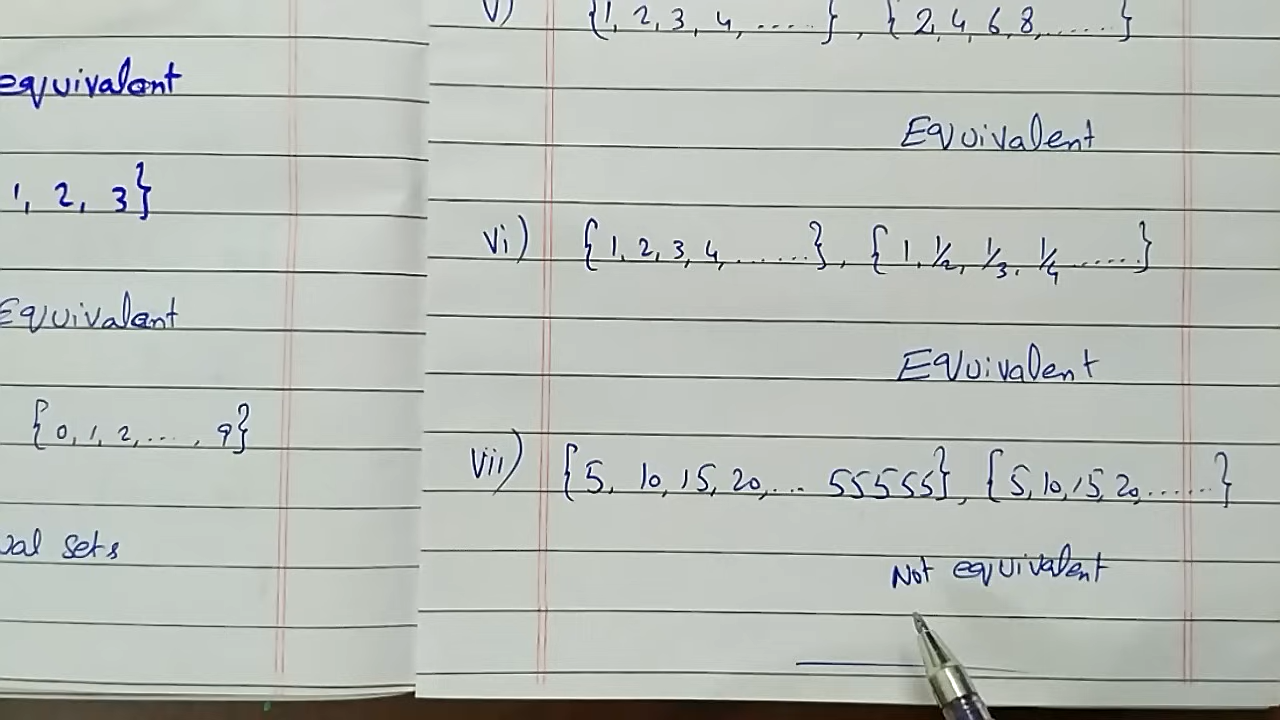 equivalent
1, 2, 3}
Equivalent
{0, 1, 2, ...., 9}
sets
v) {1, 2, 3, 4, .....}, {2, 4, 6, 8, ......}
Equivalent
vi) {1, 2, 3, 4, .......}, {1, 1/2, 1/3, 1/4 .....}
Equivalent
vii) {5, 10, 15, 20, ... 55555}, {5, 10, 15, 20, ......}
Not equivalent